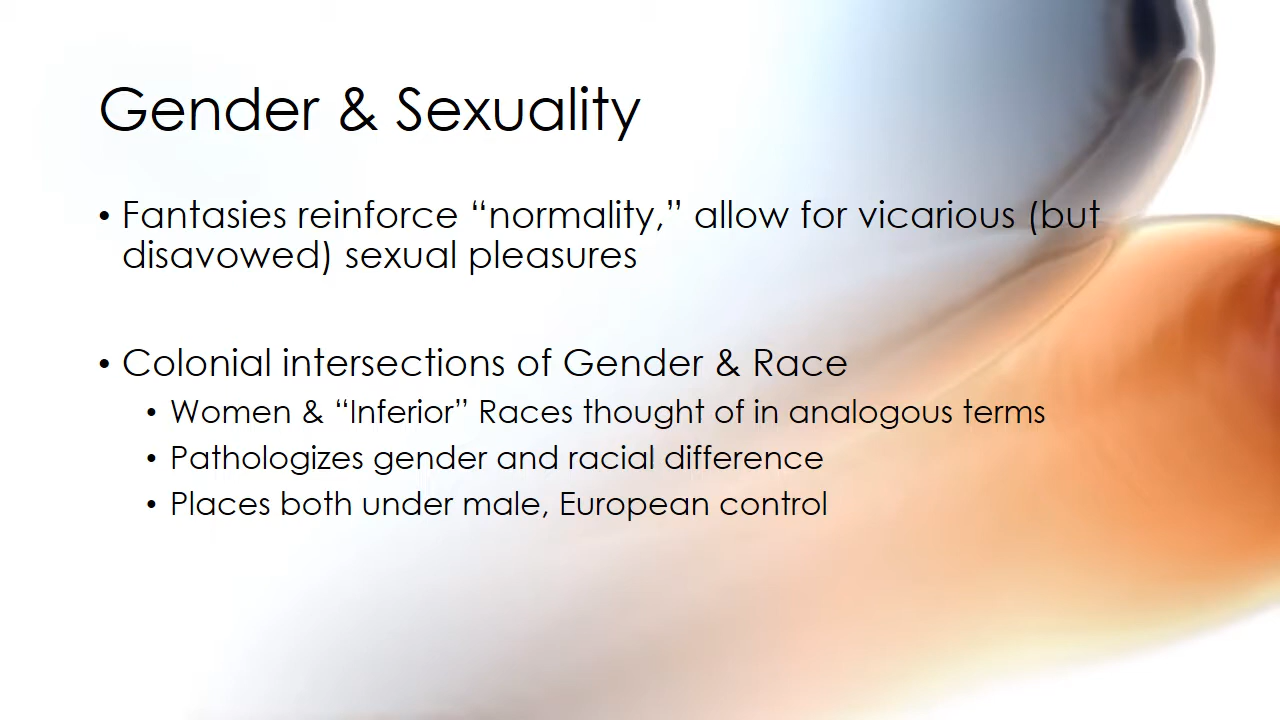 Gender & Sexuality
• Fantasies reinforce “normality,” allow for vicarious (but
disavowed) sexual pleasures
• Colonial intersections of Gender & Race
• Women & “Inferior” Races thought of in analogous terms
• Pathologizes gender and racial difference
• Places both under male, European control